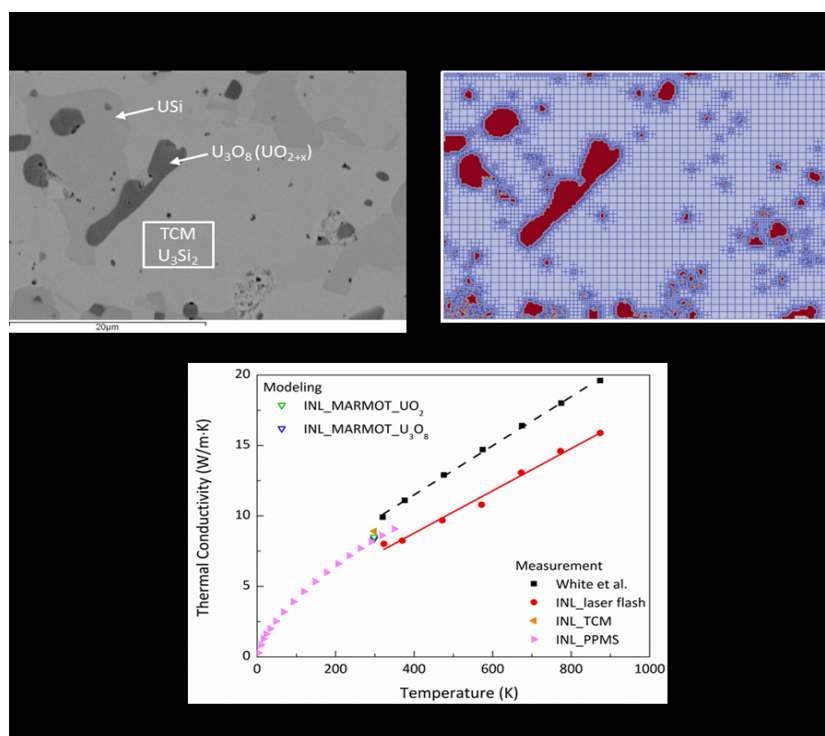 USi
U₃O₈ (UO₂₊ₓ)
TCM
U₃Si₂
20µm
20
15
10
5
0
0
200
400
600
800
1000
Thermal Conductivity (W/m·K)
Temperature (K)
Modeling
INL_MARMOT_UO₂
INL_MARMOT_U₃O₈
Measurement
White et al.
INL_laser flash
INL_TCM
INL_PPMS